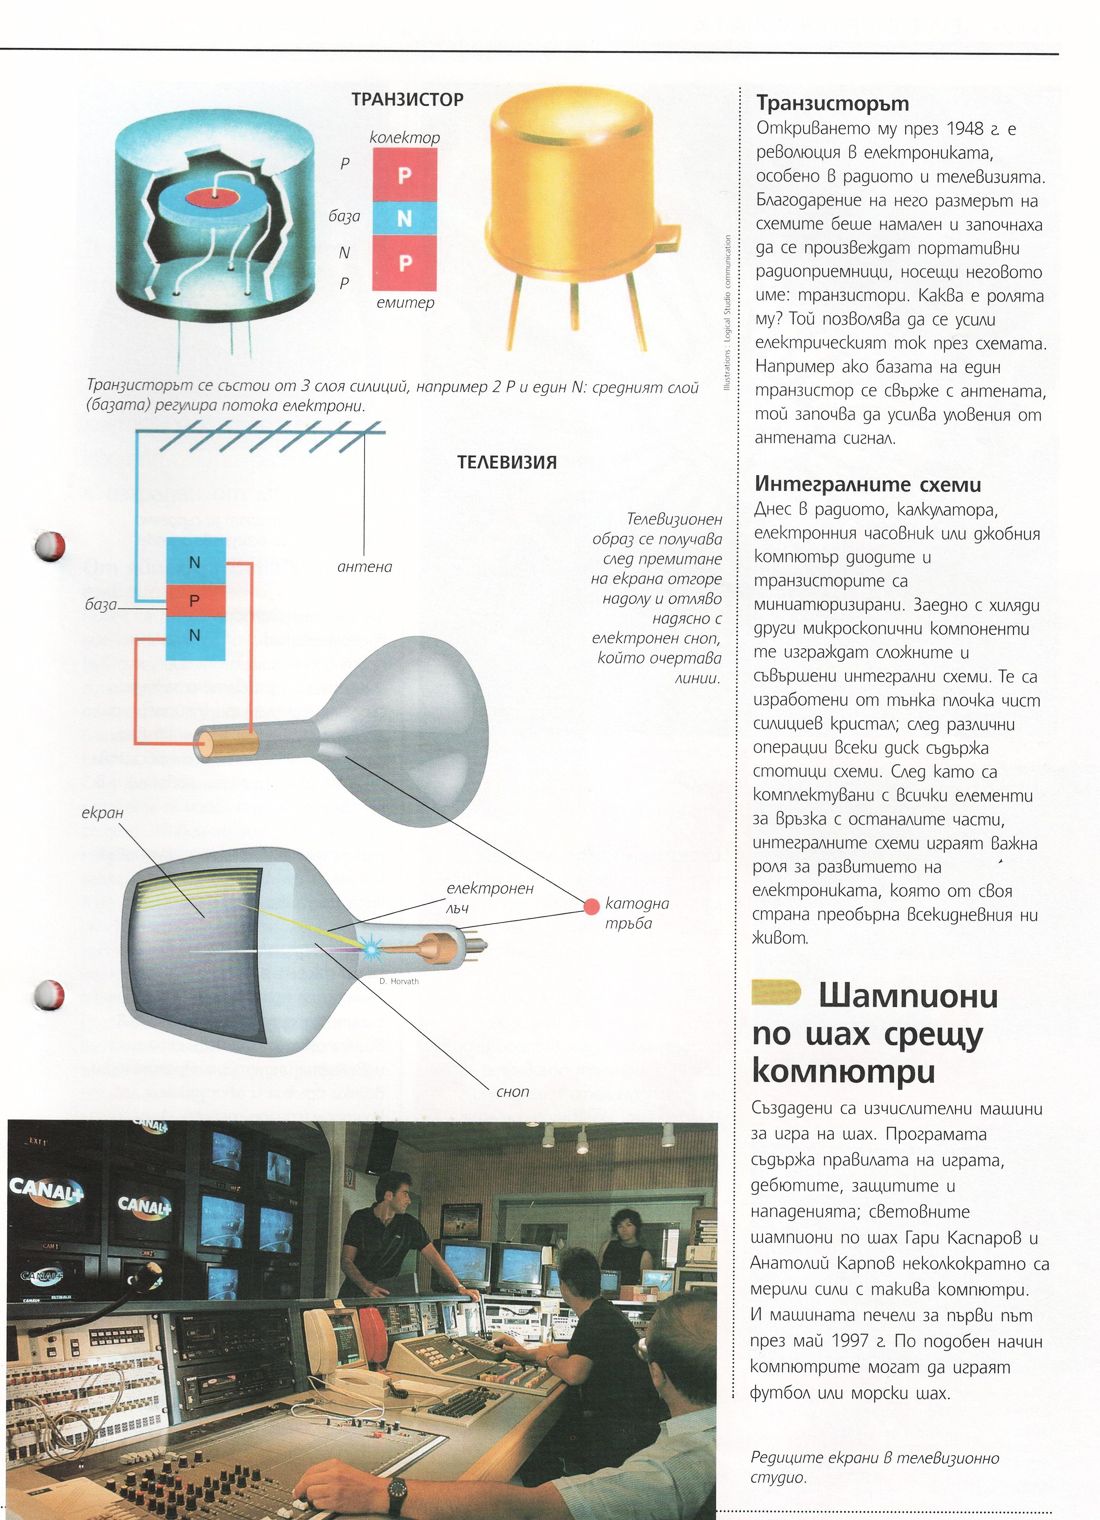 ТРАНЗИСТОР
колектор
P
P
база
N
N
P
P
емитер
Illustrations : Logical Studio communication
Транзисторът се състои от 3 слоя силиций, например 2 P и един N: средният слой
(базата) регулира потока електрони.
ТЕЛЕВИЗИЯ
Телевизионен
образ се получава
след премитане
на екрана отгоре
надолу и отляво
надясно с
електронен сноп,
който очертава
линии.
антена
N
база
P
N
екран
електронен
лъч
катодна
тръба
D. Horvath
сноп
EXT 1
CANAL+
CANAL+
CANAL+
CAM 1
CANAL+
Транзисторът
Откриването му през 1948 г. е
революция в електрониката,
особено в радиото и телевизията.
Благодарение на него размерът на
схемите беше намален и започнаха
да се произвеждат портативни
радиоприемници, носещи неговото
име: транзистори. Каква е ролята
му? Той позволява да се усили
електрическият ток през схемата.
Например ако базата на един
транзистор се свърже с антената,
той започва да усилва уловения от
антената сигнал.
Интегралните схеми
Днес в радиото, калкулатора,
електронния часовник или джобния
компютър диодите и
транзисторите са
миниатюризирани. Заедно с хиляди
други микроскопични компоненти
те изграждат сложните и
съвършени интегрални схеми. Те са
изработени от тънка плочка чист
силициев кристал; след различни
операции всеки диск съдържа
стотици схеми. След като са
комплектувани с всички елементи
за връзка с останалите части,
интегралните схеми играят важна
роля за развитието на
електрониката, която от своя
страна преобърна всекидневния ни
живот.
Шампиони
по шах срещу
компютри
Създадени са изчислителни машини
за игра на шах. Програмата
съдържа правилата на играта,
дебютите, защитите и
нападенията; световните
шампиони по шах Гари Каспаров и
Анатолий Карпов неколкократно са
мерили сили с такива компютри.
И машината печели за първи път
през май 1997 г. По подобен начин
компютрите могат да играят
футбол или морски шах.
Редиците екрани в телевизионно
студио.